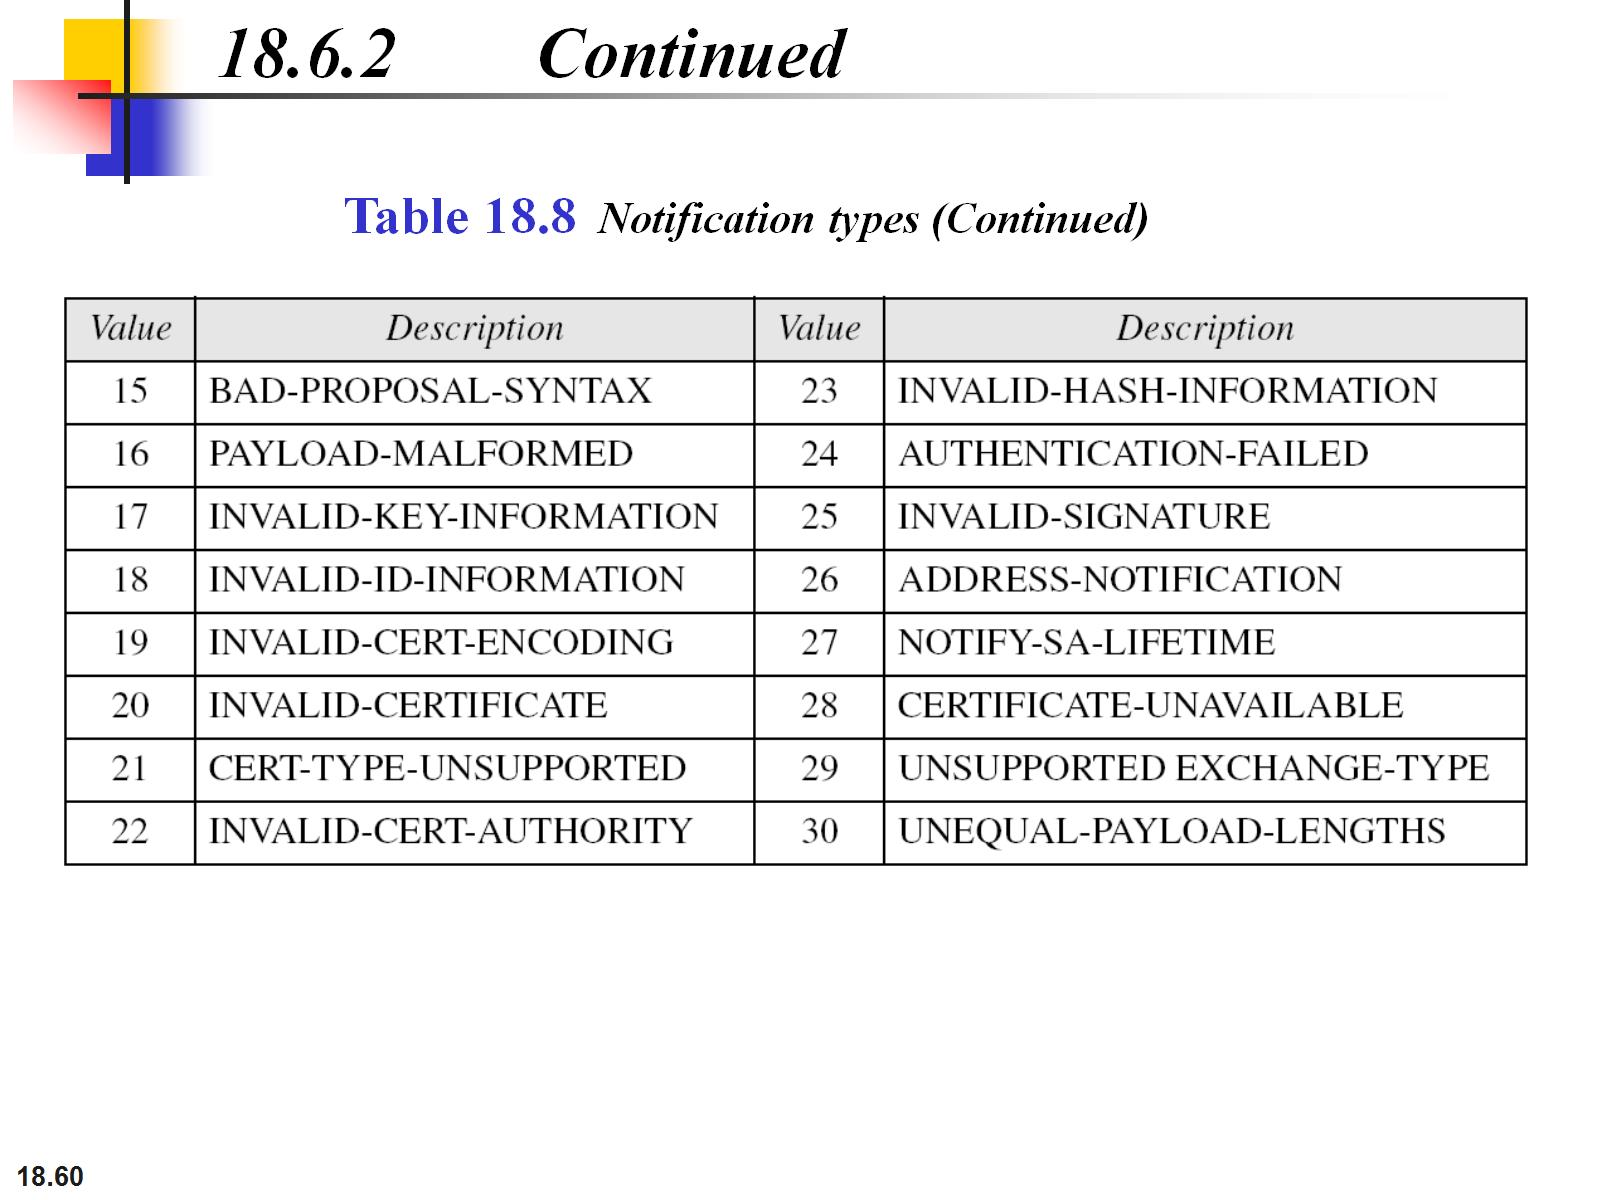 18.6.2 Continued
Table 18.8 Notification types (Continued)
Value Description Value Description
15 BAD-PROPOSAL-SYNTAX 23 INVALID-HASH-INFORMATION
16 PAYLOAD-MALFORMED 24 AUTHENTICATION-FAILED
17 INVALID-KEY-INFORMATION 25 INVALID-SIGNATURE
18 INVALID-ID-INFORMATION 26 ADDRESS-NOTIFICATION
19 INVALID-CERT-ENCODING 27 NOTIFY-SA-LIFETIME
20 INVALID-CERTIFICATE 28 CERTIFICATE-UNAVAILABLE
21 CERT-TYPE-UNSUPPORTED 29 UNSUPPORTED EXCHANGE-TYPE
22 INVALID-CERT-AUTHORITY 30 UNEQUAL-PAYLOAD-LENGTHS
18.60